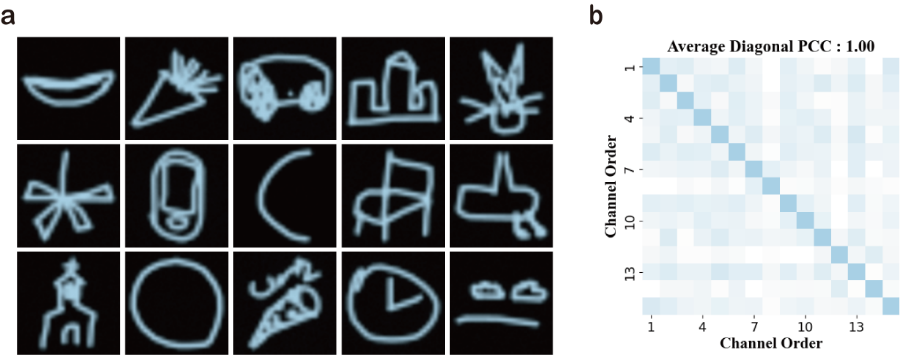 a
b
Average Diagonal PCC : 1.00
1
4
7
10
13
Channel Order
1 4 7 10 13
Channel Order